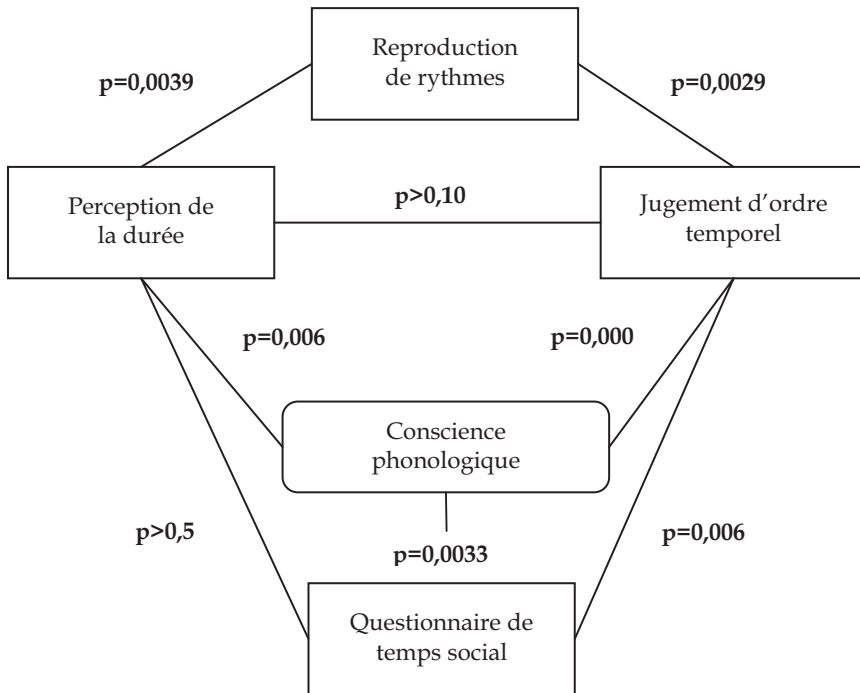 Reproduction
de rythmes
p=0,0039
p=0,0029
Perception de
la durée
p>0,10
Jugement d’ordre
temporel
p=0,006
p=0,000
Conscience
phonologique
p>0,5
p=0,0033
p=0,006
Questionnaire de
temps social